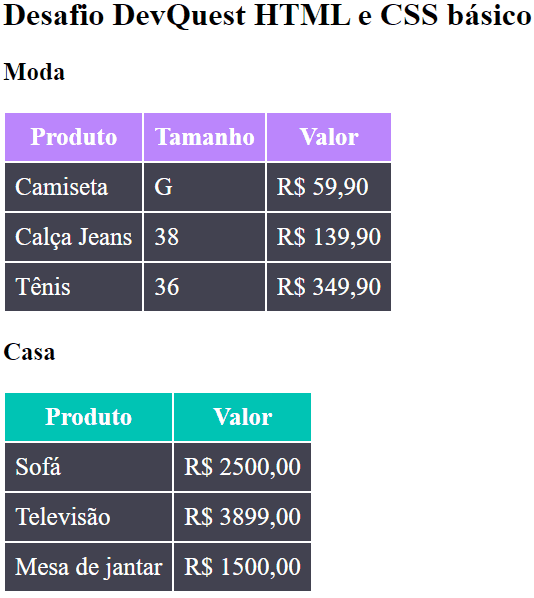 Desafio DevQuest HTML e CSS básico
Moda
Produto Tamanho Valor
Camiseta G R$ 59,90
Calça Jeans 38 R$ 139,90
Tênis 36 R$ 349,90
Casa
Produto Valor
Sofá R$ 2500,00
Televisão R$ 3899,00
Mesa de jantar R$ 1500,00